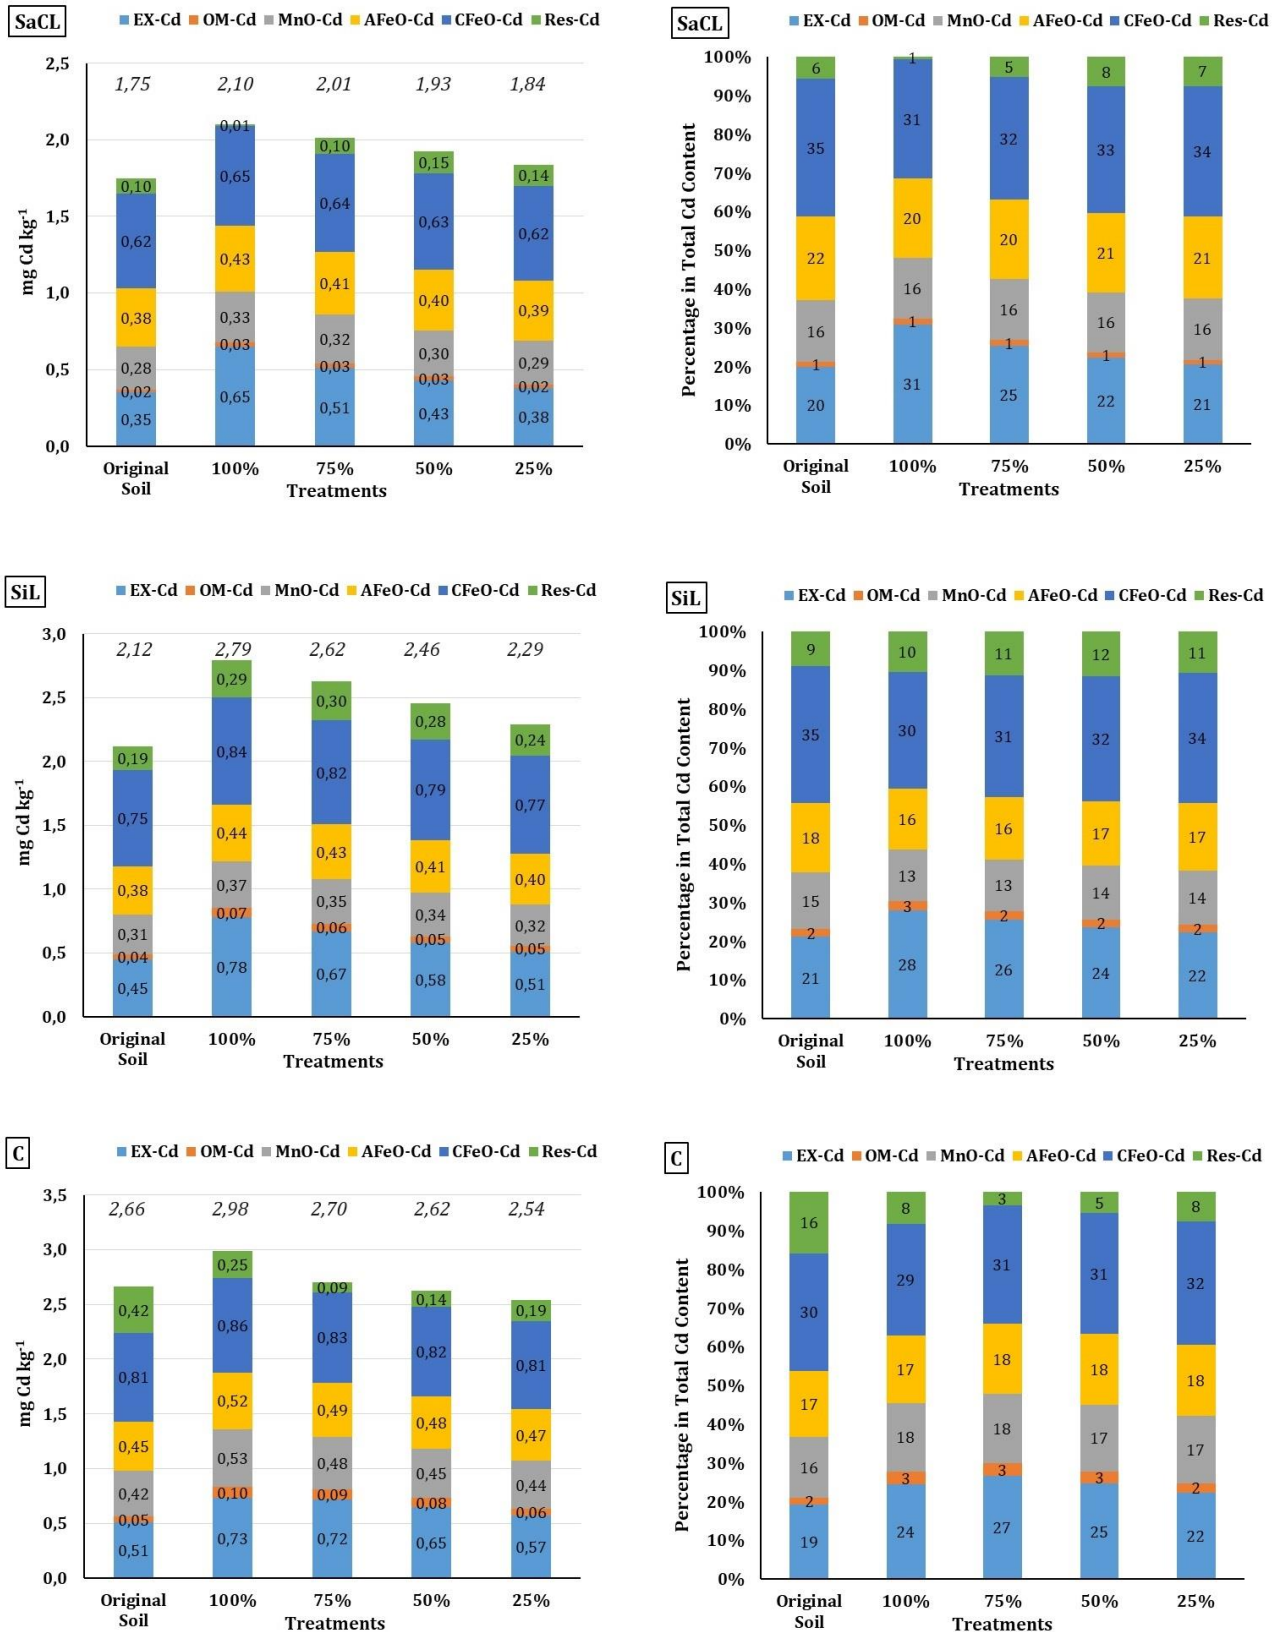 SaCL
EX-Cd OM-Cd MnO-Cd AFeO-Cd CFeO-Cd Res-Cd
2,5
1,75 2,10 2,01 1,93 1,84
2,0
1,5
1,0
0,5
0,0
mg Cd kg-1
0,10 0,01 0,10 0,15 0,14
0,62 0,65 0,64 0,63 0,62
0,38 0,43 0,41 0,40 0,39
0,28 0,33 0,32 0,30 0,29
0,02 0,03 0,03 0,03 0,02
0,35 0,65 0,51 0,43 0,38
Original Soil 100% 75% 50% 25%
Treatments
SaCL
EX-Cd OM-Cd MnO-Cd AFeO-Cd CFeO-Cd Res-Cd
100%
90%
80%
70%
60%
50%
40%
30%
20%
10%
0%
Percentage in Total Cd Content
6 1 5 8 7
35 31 32 33 34
22 20 20 21 21
16 16 16 16 16
1 1 1 1 1
20 31 25 22 21
Original Soil 100% 75% 50% 25%
Treatments
SiL
EX-Cd OM-Cd MnO-Cd AFeO-Cd CFeO-Cd Res-Cd
3,0
2,12 2,79 2,62 2,46 2,29
2,5
2,0
1,5
1,0
0,5
0,0
mg Cd kg-1
0,19 0,29 0,30 0,28 0,24
0,75 0,84 0,82 0,79 0,77
0,38 0,44 0,43 0,41 0,40
0,31 0,37 0,35 0,34 0,32
0,04 0,07 0,06 0,05 0,05
0,45 0,78 0,67 0,58 0,51
Original Soil 100% 75% 50% 25%
Treatments
SiL
EX-Cd OM-Cd MnO-Cd AFeO-Cd CFeO-Cd Res-Cd
100%
90%
80%
70%
60%
50%
40%
30%
20%
10%
0%
Percentage in Total Cd Content
9 10 11 12 11
35 30 31 32 34
18 16 16 17 17
15 13 13 14 14
2 3 2 2 2
21 28 26 24 22
Original Soil 100% 75% 50% 25%
Treatments
C
EX-Cd OM-Cd MnO-Cd AFeO-Cd CFeO-Cd Res-Cd
3,5
2,66 2,98 2,70 2,62 2,54
3,0
2,5
2,0
1,5
1,0
0,5
0,0
mg Cd kg-1
0,42 0,25 0,09 0,14 0,19
0,81 0,86 0,83 0,82 0,81
0,45 0,52 0,49 0,48 0,47
0,42 0,53 0,48 0,45 0,44
0,05 0,10 0,09 0,08 0,06
0,51 0,73 0,72 0,65 0,57
Original Soil 100% 75% 50% 25%
Treatments
C
EX-Cd OM-Cd MnO-Cd AFeO-Cd CFeO-Cd Res-Cd
100%
90%
80%
70%
60%
50%
40%
30%
20%
10%
0%
Percentage in Total Cd Content
16 8 3 5 8
30 29 31 31 32
17 17 18 18 18
16 18 18 17 17
2 3 3 3 2
19 24 27 25 22
Original Soil 100% 75% 50% 25%
Treatments